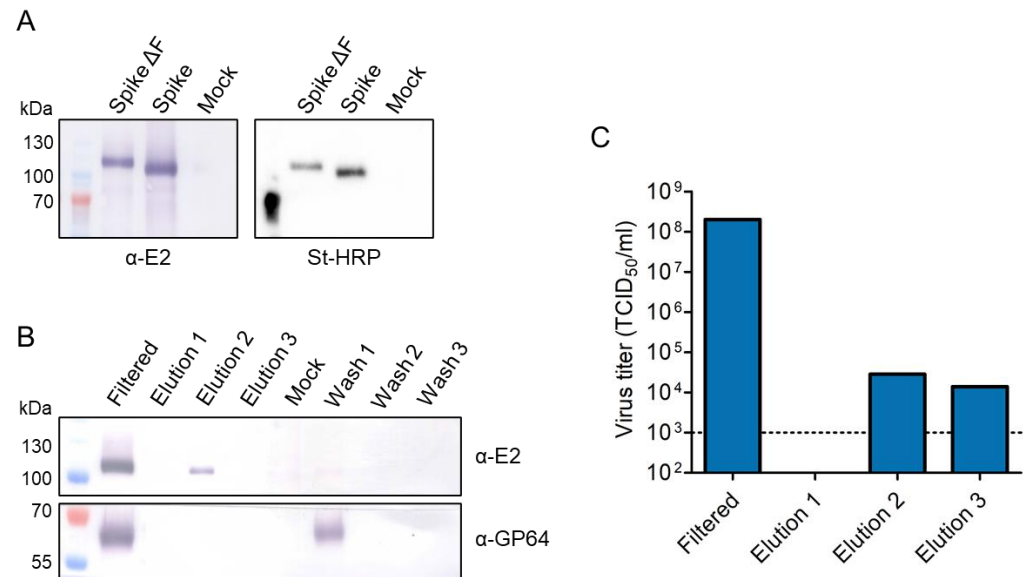 A
SpikeΔF
Spike
Mock
SpikeΔF
Spike
Mock
kDa
130
100
70
α-E2
St-HRP
B
Filtered
Elution 1
Elution 2
Elution 3
Mock
Wash 1
Wash 2
Wash 3
kDa
130
100
α-E2
70
55
α-GP64
C
Virus titer (TCID50/ml)
10⁹
10⁸
10⁷
10⁶
10⁵
10⁴
10³
10²
Filtered
Elution 1
Elution 2
Elution 3